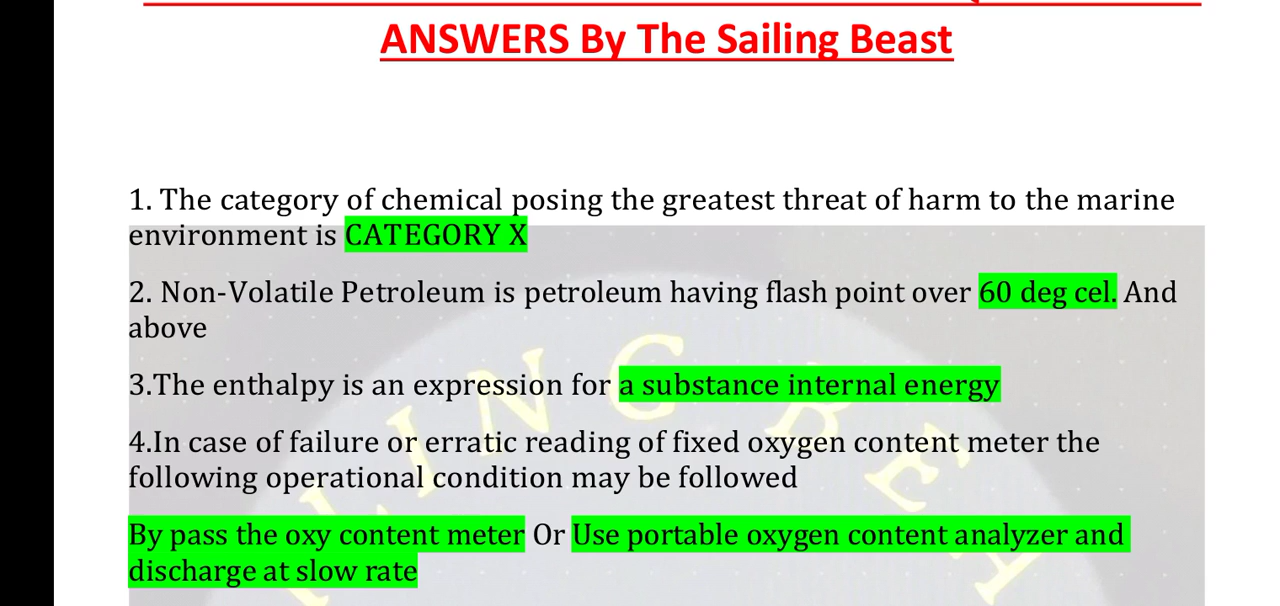 ANSWERS By The Sailing Beast
1. The category of chemical posing the greatest threat of harm to the marine
environment is CATEGORY X
2. Non-Volatile Petroleum is petroleum having flash point over 60 deg cel. And
above
3.The enthalpy is an expression for a substance internal energy
4.In case of failure or erratic reading of fixed oxygen content meter the
following operational condition may be followed
By pass the oxy content meter Or Use portable oxygen content analyzer and
discharge at slow rate